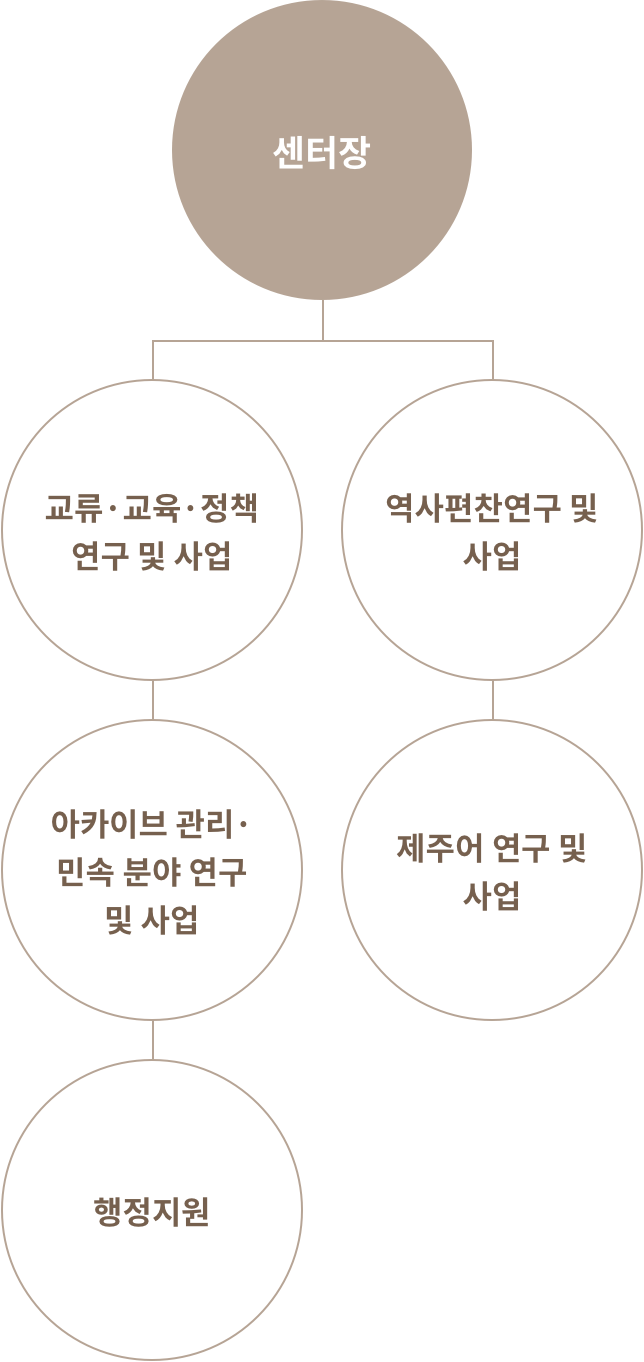 센터장
교류·교육·정책
연구 및 사업
역사편찬연구 및
사업
아카이브 관리·
민속 분야 연구
및 사업
제주어 연구 및
사업
행정지원